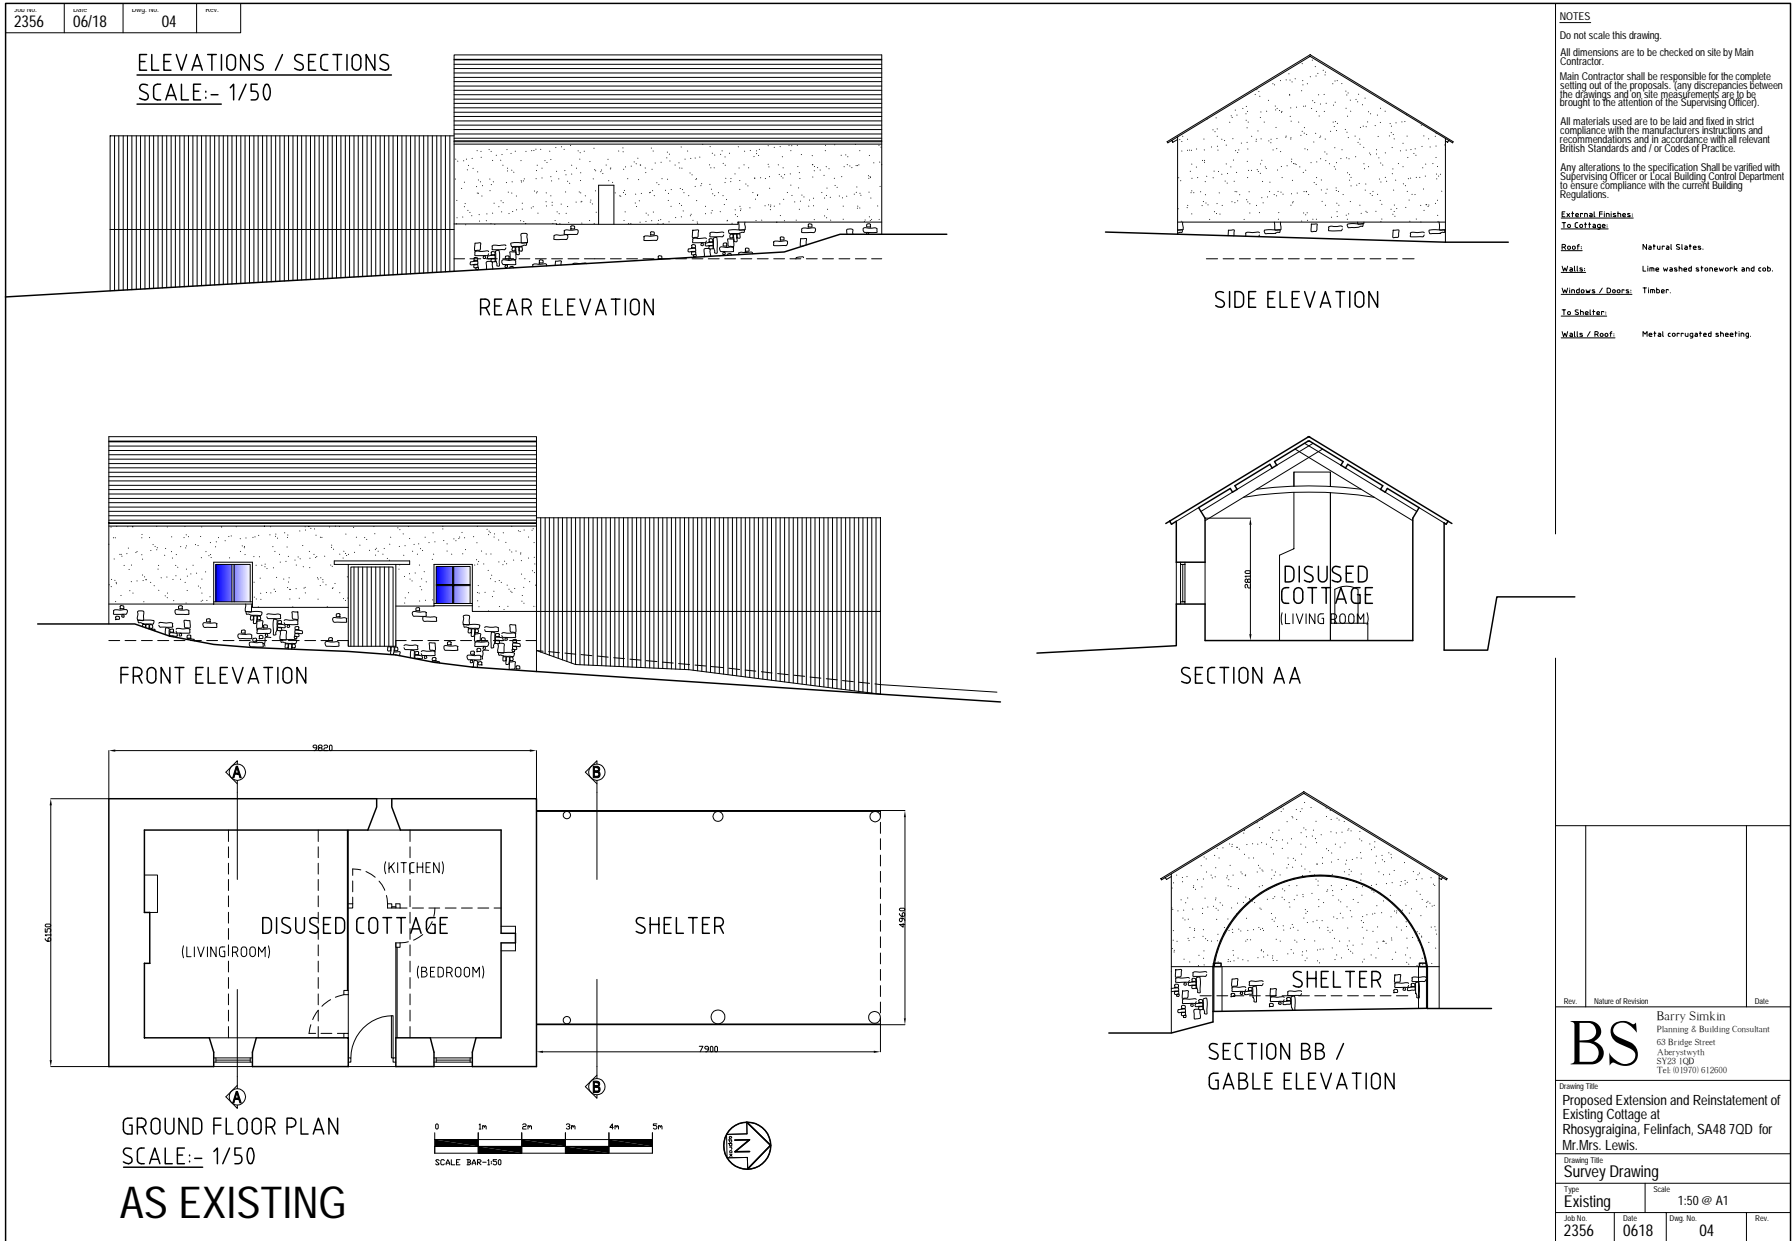 Job No. Date Dwg. No. Rev.
2356 06/18 04
ELEVATIONS / SECTIONS
SCALE:- 1/50
REAR ELEVATION
SIDE ELEVATION
FRONT ELEVATION
2810
DISUSED
COTTAGE
(LIVING ROOM)
SECTION AA
9820
A
B
6150
(KITCHEN)
DISUSED COTTAGE
(LIVING ROOM)
(BEDROOM)
SHELTER
4960
7900
A
B
SHELTER
SECTION BB /
GABLE ELEVATION
GROUND FLOOR PLAN
SCALE:- 1/50
0 1m 2m 3m 4m 5m
SCALE BAR-1:50
N
approx
AS EXISTING
NOTES
Do not scale this drawing.
All dimensions are to be checked on site by Main
Contractor.
Main Contractor shall be responsible for the complete
setting out of the proposals. (any discrepancies between
the drawings and on site measurements are to be
brought to the attention of the Supervising Officer).
All materials used are to be laid and fixed in strict
compliance with the manufacturers instructions and
recommendations and in accordance with all relevant
British Standards and / or Codes of Practice.
Any alterations to the specification Shall be varified with
Supervising Officer or Local Building Control Department
to ensure compliance with the current Building
Regulations.
External Finishes:
To Cottage:
Roof: Natural Slates.
Walls: Lime washed stonework and cob.
Windows / Doors: Timber.
To Shelter:
Walls / Roof: Metal corrugated sheeting.
Rev. Nature of Revision Date
BS
Barry Simkin
Planning & Building Consultant
63 Bridge Street
Aberystwyth
SY23 1QD
Tel: (01970) 612600
Drawing Title
Proposed Extension and Reinstatement of
Existing Cottage at
Rhosygraigina, Felinfach, SA48 7QD for
Mr.Mrs. Lewis.
Drawing Title
Survey Drawing
Type Scale
Existing 1:50 @ A1
Job No. Date Dwg. No. Rev.
2356 0618 04